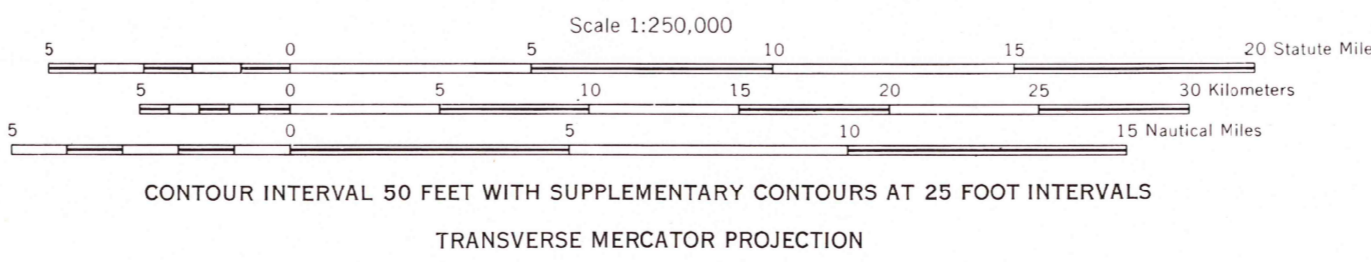 Scale 1:250,000
5 0 5 10 15 20 Statute Mile
5 0 5 10 15 20 25 30 Kilometers
5 0 5 10 15 Nautical Miles
CONTOUR INTERVAL 50 FEET WITH SUPPLEMENTARY CONTOURS AT 25 FOOT INTERVALS
TRANSVERSE MERCATOR PROJECTION